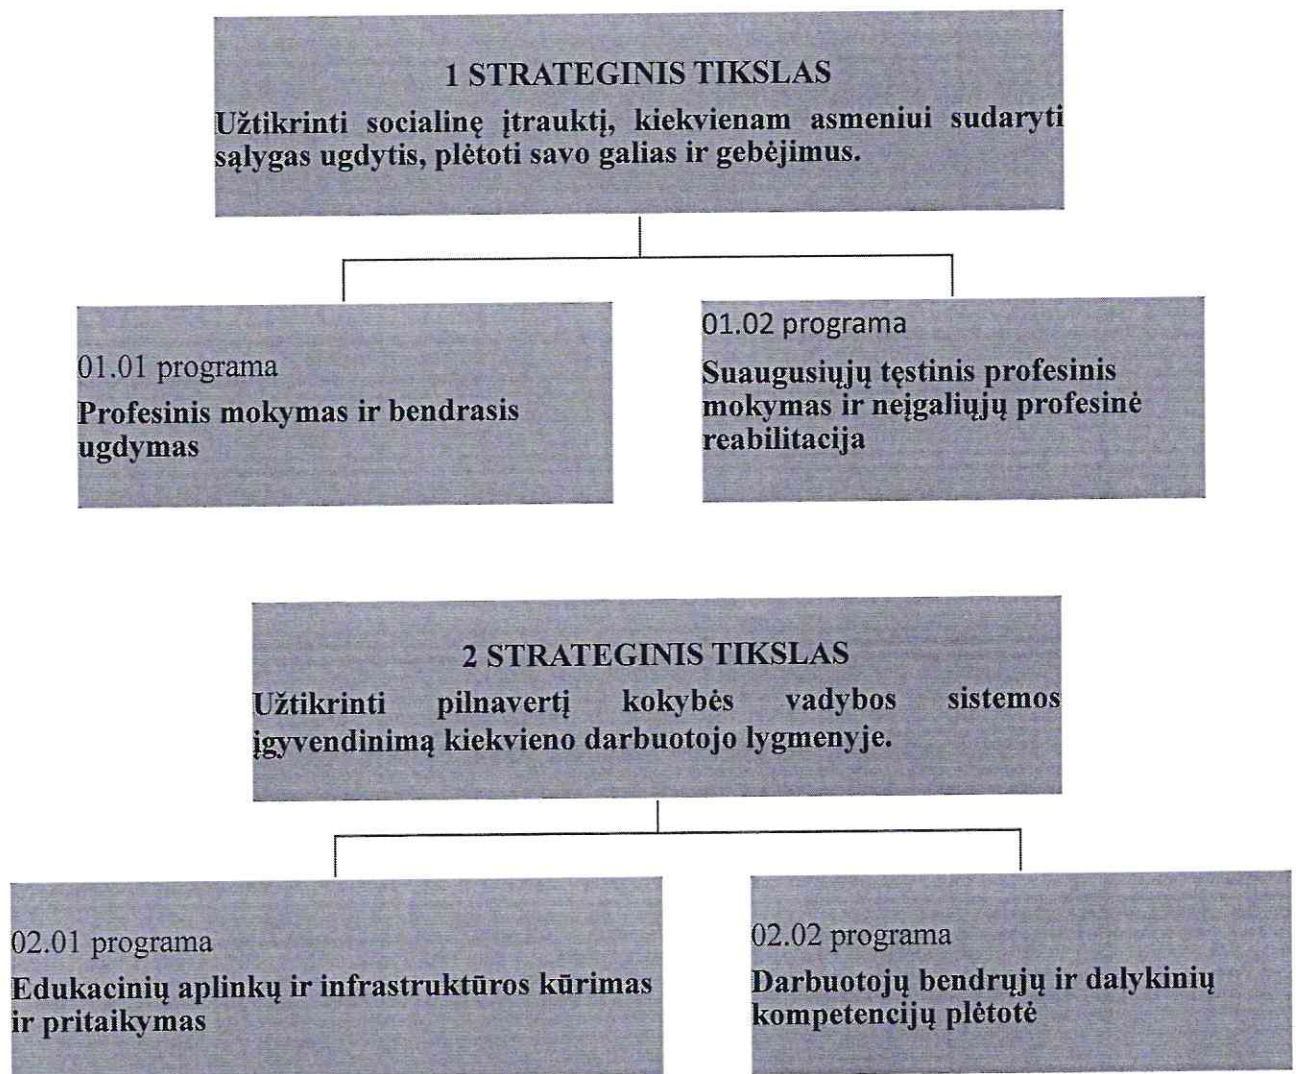 1 STRATEGINIS TIKSLAS
Užtikrinti socialinę įtrauktį, kiekvienam asmeniui sudaryti
sąlygas ugdytis, plėtoti savo galias ir gebėjimus.
01.01 programa
Profesinis mokymas ir bendrasis
ugdymas
01.02 programa
Suaugusiųjų tęstinis profesinis
mokymas ir neįgaliųjų profesinė
reabilitacija
2 STRATEGINIS TIKSLAS
Užtikrinti pilnavertį kokybės vadybos sistemos
įgyvendinimą kiekvieno darbuotojo lygmenyje.
02.01 programa
Edukacinių aplinkų ir infrastruktūros kūrimas
ir pritaikymas
02.02 programa
Darbuotojų bendrųjų ir dalykinių
kompetencijų plėtotė